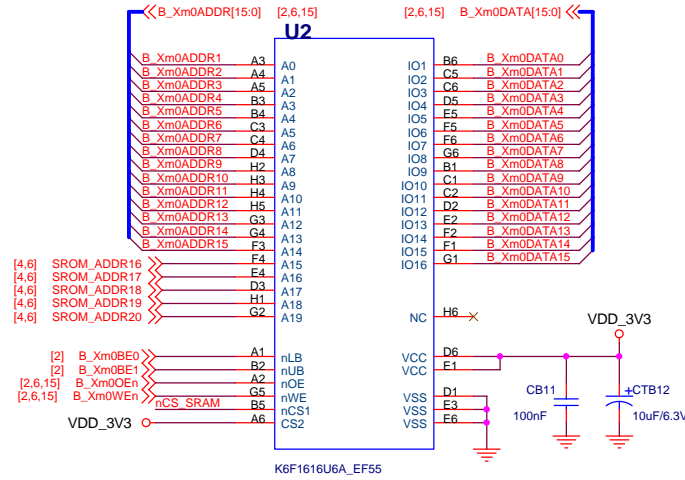 B_Xm0ADDR[15:0] [2,6,15] [2,6,15] B_Xm0DATA[15:0]
U2
B_Xm0ADDR1 A3 A0 IO1 B6 B_Xm0DATA0
B_Xm0ADDR2 A4 A1 IO2 C5 B_Xm0DATA1
B_Xm0ADDR3 A5 A2 IO3 C6 B_Xm0DATA2
B_Xm0ADDR4 B3 A3 IO4 D5 B_Xm0DATA3
B_Xm0ADDR5 B4 A4 IO5 E5 B_Xm0DATA4
B_Xm0ADDR6 C3 A5 IO6 F5 B_Xm0DATA5
B_Xm0ADDR7 C4 A6 IO7 F6 B_Xm0DATA6
B_Xm0ADDR8 D4 A7 IO8 G6 B_Xm0DATA7
B_Xm0ADDR9 H2 A8 IO9 B1 B_Xm0DATA8
B_Xm0ADDR10 H3 A9 IO10 C1 B_Xm0DATA9
B_Xm0ADDR11 H4 A10 IO11 C2 B_Xm0DATA10
B_Xm0ADDR12 H5 A11 IO12 D2 B_Xm0DATA11
B_Xm0ADDR13 G3 A12 IO13 E2 B_Xm0DATA12
B_Xm0ADDR14 G4 A13 IO14 F2 B_Xm0DATA13
B_Xm0ADDR15 F3 A14 IO15 F1 B_Xm0DATA14
[4,6] SROM_ADDR16 F4 A15 IO16 G1 B_Xm0DATA15
[4,6] SROM_ADDR17 E4 A16
[4,6] SROM_ADDR18 D3 A17
[4,6] SROM_ADDR19 H1 A18
[4,6] SROM_ADDR20 G2 A19 NC H6
VDD_3V3
[2] B_Xm0BE0 A1 nLB VCC D6
[2] B_Xm0BE1 B2 nUB VCC E1
[2,6,15] B_Xm0OEn A2 nOE
[2,6,15] B_Xm0WEn G5 nWE VSS D1 CB11 + CTB12
nCS_SRAM B5 nCS1 VSS E3
VDD_3V3 A6 CS2 VSS E6 100nF 10uF/6.3V
K6F1616U6A_EF55